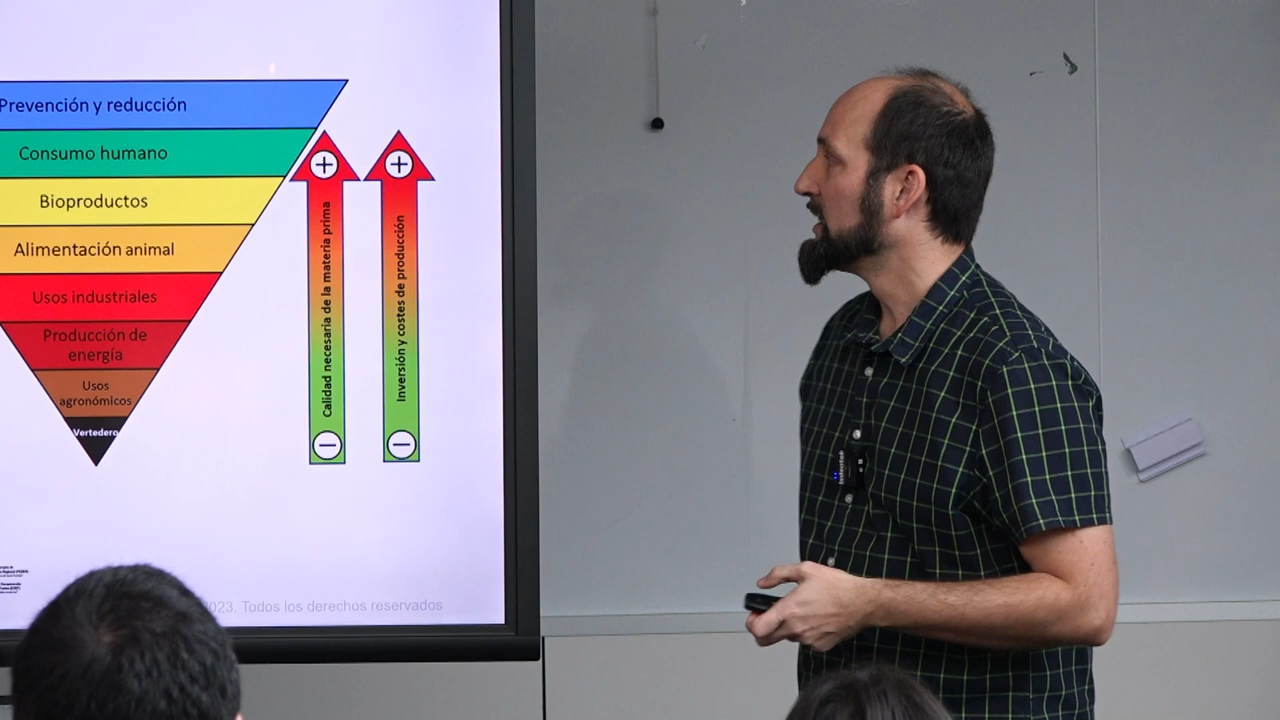 Prevención y reducción
Consumo humano
Bioproductos
Alimentación animal
Usos industriales
Producción de
energía
Usos
agronómicos
Vertedero
Calidad necesaria de la materia prima
Inversión y costes de producción
2023. Todos los derechos reservados